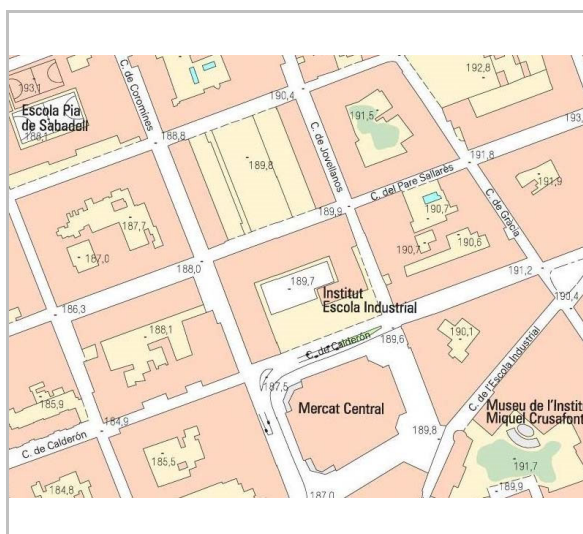 192,8
193,1
190,4
C. de Coromines
Escola Pia
de Sabadell
188,1
191,5
188,8
C. de Jovellanos
191,8
189,8
C. del Pare Sallarès
191,9
189,9
190,7
C. de Gràcia
187,7
187,0
190,7
190,6
188,0
191,2
189,7
Institut
Escola Industrial
190,4
186,3
188,1
C. de Calderón
189,6
190,1
C. de l'Escola Industrial
187,5
185,9
Mercat Central
Museu de l'Instit
Miquel Crusafont
184,9
C. de Calderón
189,8
185,5
191,7
184,8
187,0
189,9